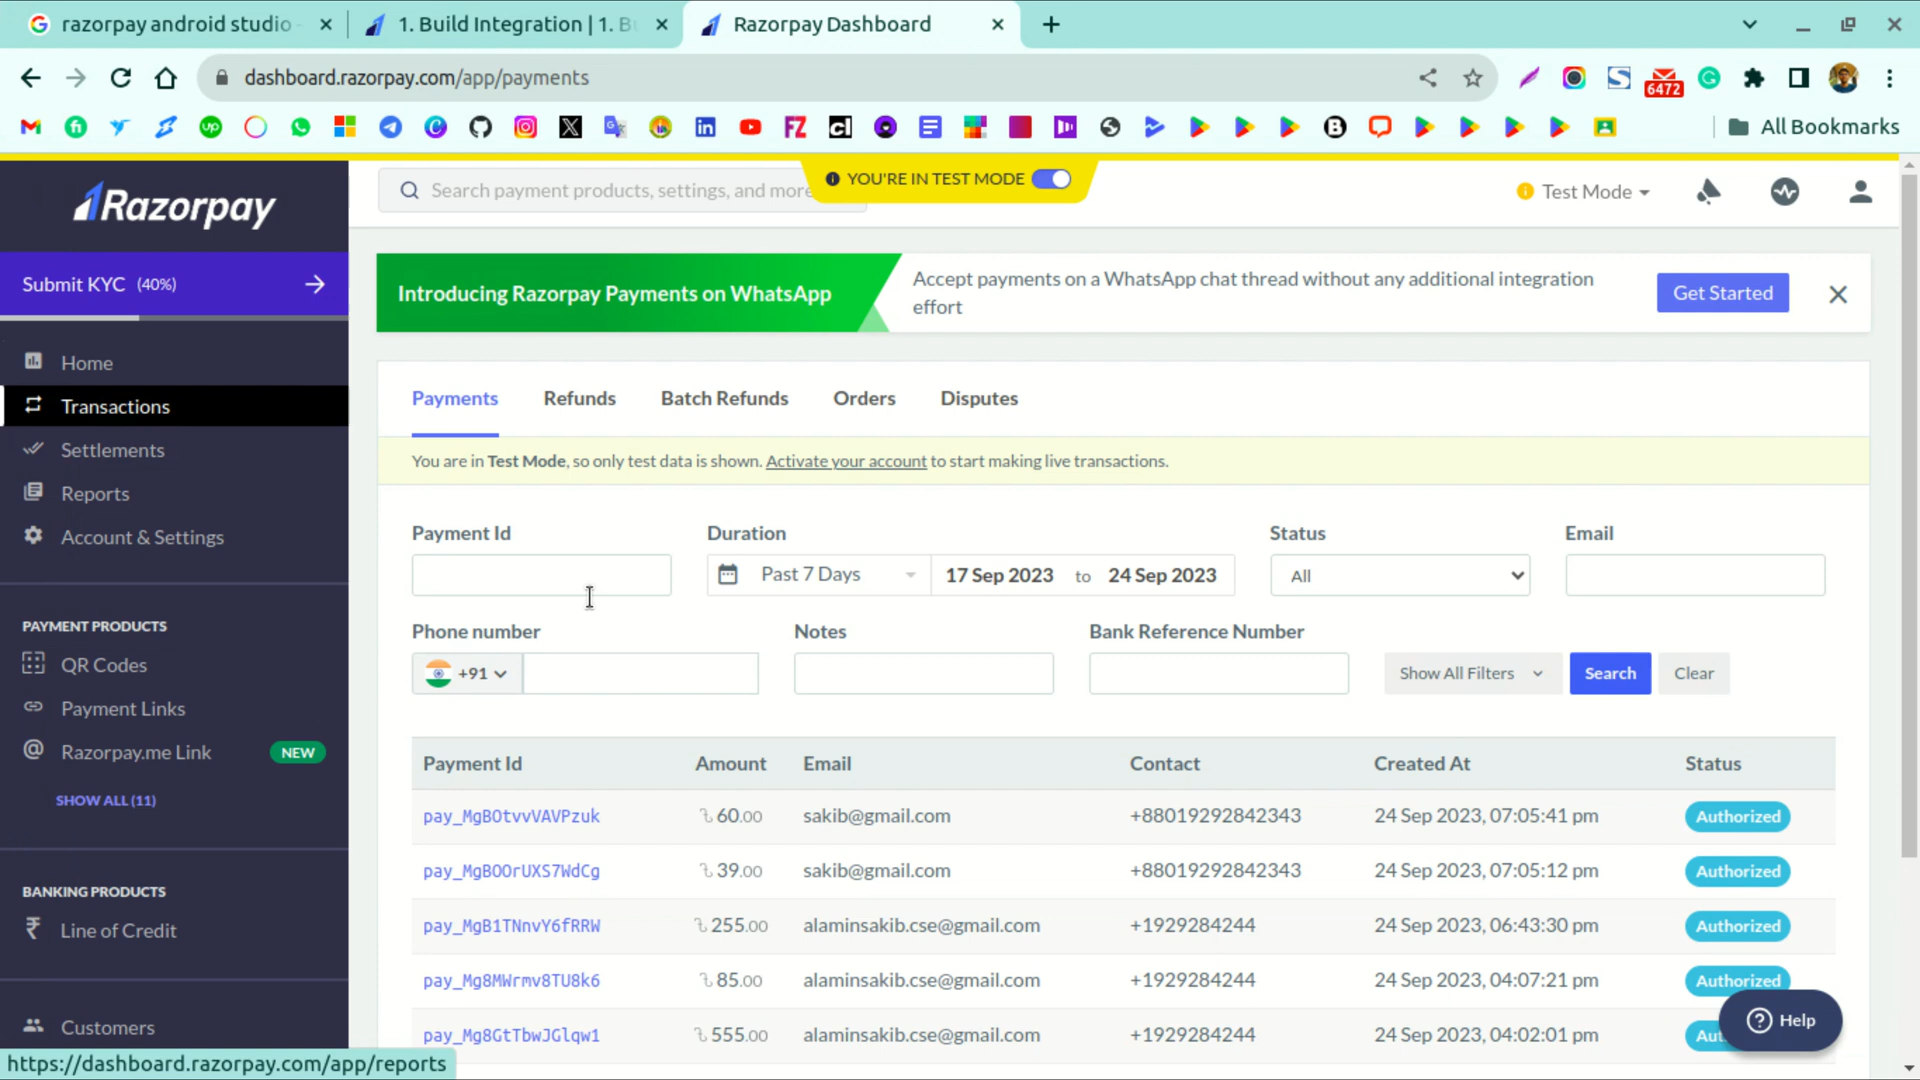 razorpay android studio -
1. Build Integration | 1. Bu
Razorpay Dashboard
dashboard.razorpay.com/app/payments
6472
All Bookmarks
Razorpay
Search payment products, settings, and more
YOU'RE IN TEST MODE
Test Mode
Submit KYC (40%)
Introducing Razorpay Payments on WhatsApp
Accept payments on a WhatsApp chat thread without any additional integration
effort
Get Started
Home
Transactions
Settlements
Reports
Account & Settings
PAYMENT PRODUCTS
QR Codes
Payment Links
Razorpay.me Link NEW
SHOW ALL (11)
BANKING PRODUCTS
Line of Credit
Customers
Payments Refunds Batch Refunds Orders Disputes
You are in Test Mode, so only test data is shown. Activate your account to start making live transactions.
Payment Id Duration Status Email
Past 7 Days 17 Sep 2023 to 24 Sep 2023 All
Phone number Notes Bank Reference Number
+91 Show All Filters Search Clear
Payment Id Amount Email Contact Created At Status
pay_MgBOtvvVAVPzuk ৳ 60.00 sakib@gmail.com +88019292842343 24 Sep 2023, 07:05:41 pm Authorized
pay_MgBOOrUXS7WdCg ৳ 39.00 sakib@gmail.com +88019292842343 24 Sep 2023, 07:05:12 pm Authorized
pay_MgB1TNnvY6fRRW ৳ 255.00 alaminsakib.cse@gmail.com +1929284244 24 Sep 2023, 06:43:30 pm Authorized
pay_Mg8MWrmv8TU8k6 ৳ 85.00 alaminsakib.cse@gmail.com +1929284244 24 Sep 2023, 04:07:21 pm Authorized
pay_Mg8GtTbwJGlqw1 ৳ 555.00 alaminsakib.cse@gmail.com +1929284244 24 Sep 2023, 04:02:01 pm Aut
Help
https://dashboard.razorpay.com/app/reports